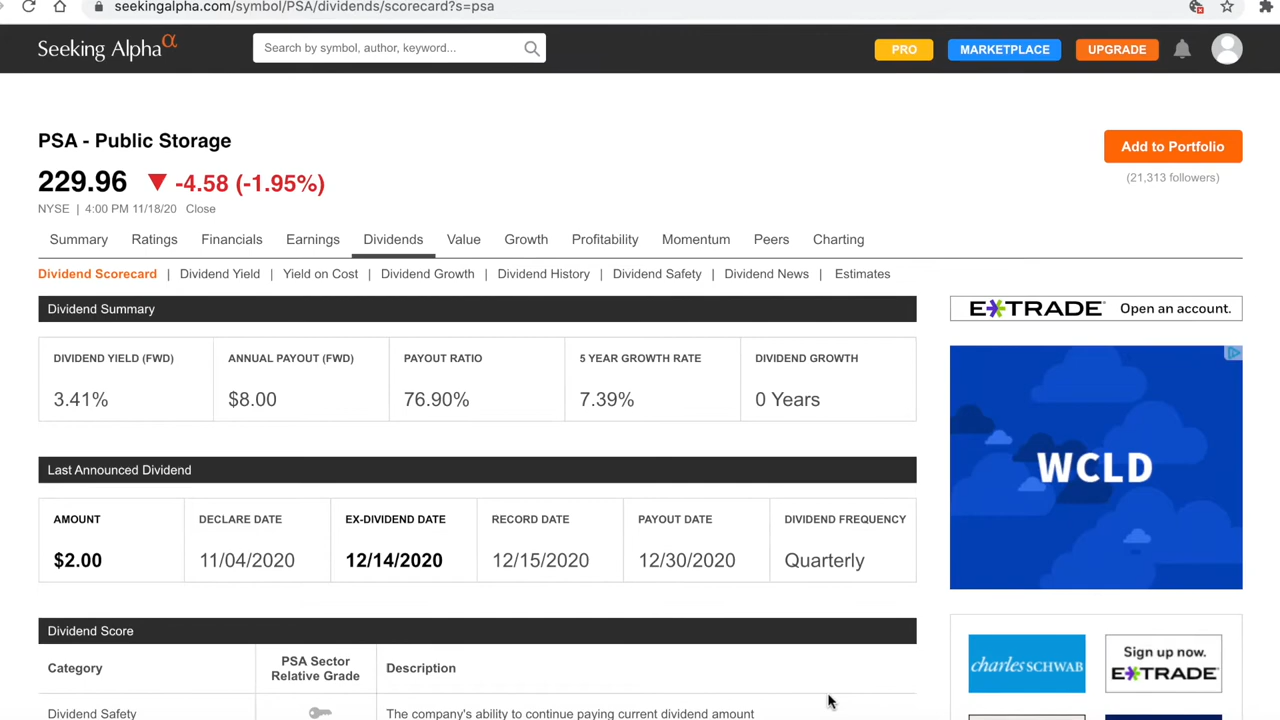 seekingalpha.com/symbol/PSA/dividends/scorecard?s=psa
Seeking Alpha α
Search by symbol, author, keyword...
PRO
MARKETPLACE
UPGRADE
PSA - Public Storage
Add to Portfolio
229.96 ▼ -4.58 (-1.95%)
(21,313 followers)
NYSE | 4:00 PM 11/18/20 Close
Summary Ratings Financials Earnings Dividends Value Growth Profitability Momentum Peers Charting
Dividend Scorecard | Dividend Yield | Yield on Cost | Dividend Growth | Dividend History | Dividend Safety | Dividend News | Estimates
Dividend Summary
DIVIDEND YIELD (FWD) ANNUAL PAYOUT (FWD) PAYOUT RATIO 5 YEAR GROWTH RATE DIVIDEND GROWTH
3.41% $8.00 76.90% 7.39% 0 Years
Last Announced Dividend
AMOUNT DECLARE DATE EX-DIVIDEND DATE RECORD DATE PAYOUT DATE DIVIDEND FREQUENCY
$2.00 11/04/2020 12/14/2020 12/15/2020 12/30/2020 Quarterly
Dividend Score
Category
PSA Sector
Relative Grade
Description
Dividend Safety
The company's ability to continue paying current dividend amount
E*TRADE Open an account.
WCLD
charles SCHWAB
Sign up now.
E*TRADE